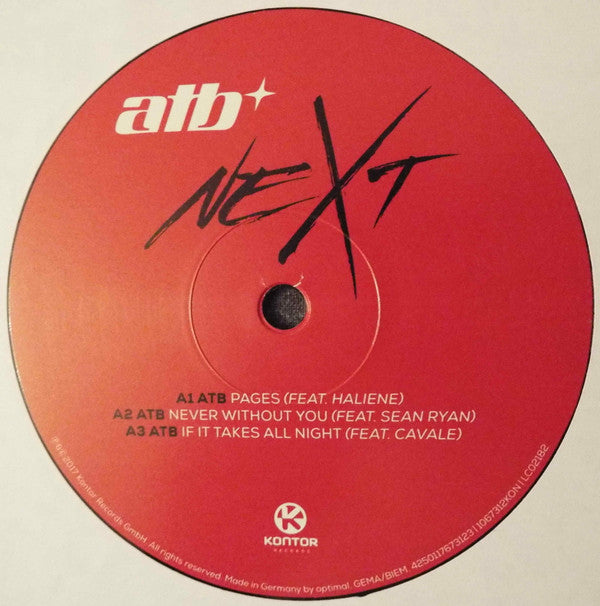 atb
NEXT
A1 ATB PAGES (FEAT. HALIENE)
A2 ATB NEVER WITHOUT YOU (FEAT. SEAN RYAN)
A3 ATB IF IT TAKES ALL NIGHT (FEAT. CAVALE)
K
KONTOR
RECORDS
℗&© 2017 Kontor Records GmbH. All rights reserved. Made in Germany by optimal. GEMA/BIEM. 4250117673123 | 1067312KON | LC02182